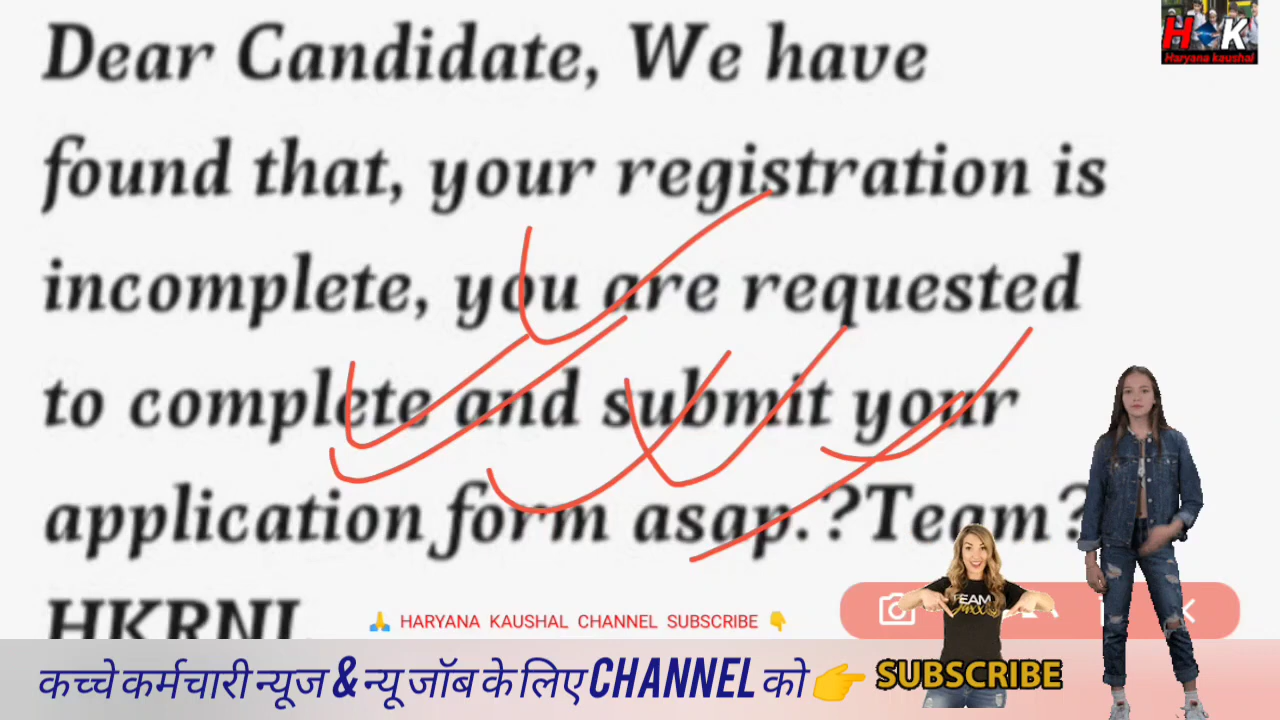 H K
Haryana kaushal
Dear Candidate, We have
found that, your registration is
incomplete, you are requested
to complete and submit your
application form asap.?Team?
HKRNL
🙏 HARYANA KAUSHAL CHANNEL SUBSCRIBE 👇
TEAM
कच्चे कर्मचारी न्यूज & न्यू जॉब के लिए CHANNEL को 👉 SUBSCRIBE